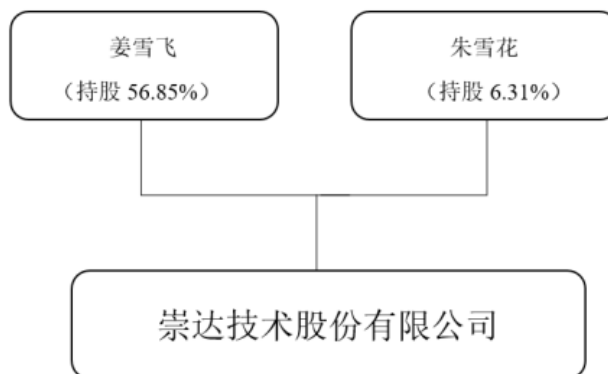 姜雪飞
（持股 56.85%）
朱雪花
（持股 6.31%）
崇达技术股份有限公司